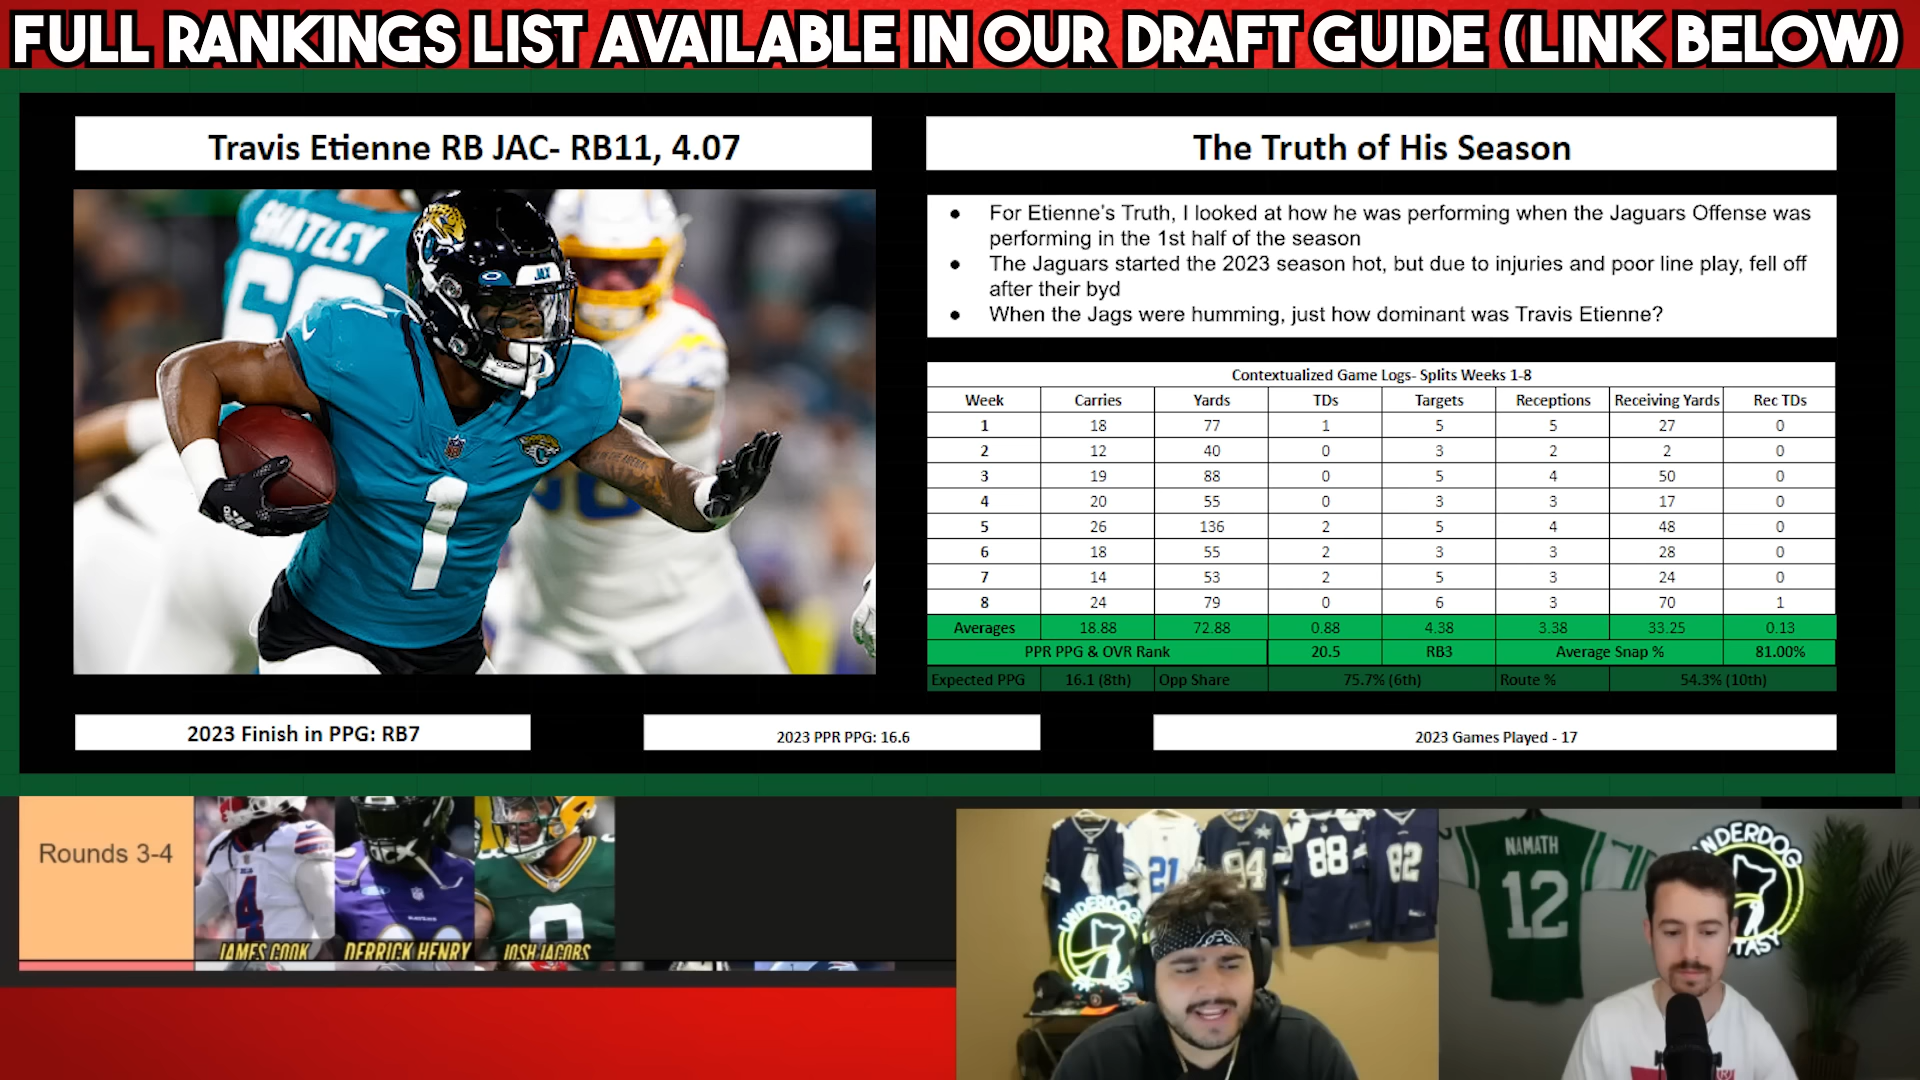 FULL RANKINGS LIST AVAILABLE IN OUR DRAFT GUIDE (LINK BELOW)
Travis Etienne RB JAC- RB11, 4.07
The Truth of His Season
SHATLEY
JAX
1
● For Etienne's Truth, I looked at how he was performing when the Jaguars Offense was
performing in the 1st half of the season
● The Jaguars started the 2023 season hot, but due to injuries and poor line play, fell off
after their byd
● When the Jags were humming, just how dominant was Travis Etienne?
Contextualized Game Logs- Splits Weeks 1-8
Week Carries Yards TDs Targets Receptions Receiving Yards Rec TDs
1 18 77 1 5 5 27 0
2 12 40 0 3 2 2 0
3 19 88 0 5 4 50 0
4 20 55 0 3 3 17 0
5 26 136 2 5 4 48 0
6 18 55 2 3 3 28 0
7 14 53 2 5 3 24 0
8 24 79 0 6 3 70 1
Averages 18.88 72.88 0.88 4.38 3.38 33.25 0.13
PPR PPG & OVR Rank 20.5 RB3 Average Snap % 81.00%
Expected PPG 16.1 (8th) Opp Share 75.7% (6th) Route % 54.3% (10th)
2023 Finish in PPG: RB7
2023 PPR PPG: 16.6
2023 Games Played - 17
Rounds 3-4
4
JAMES COOK
DERRICK HENRY
JOSH JACOBS
4
21
94
88
82
UNDERDOG
NAMATH
12